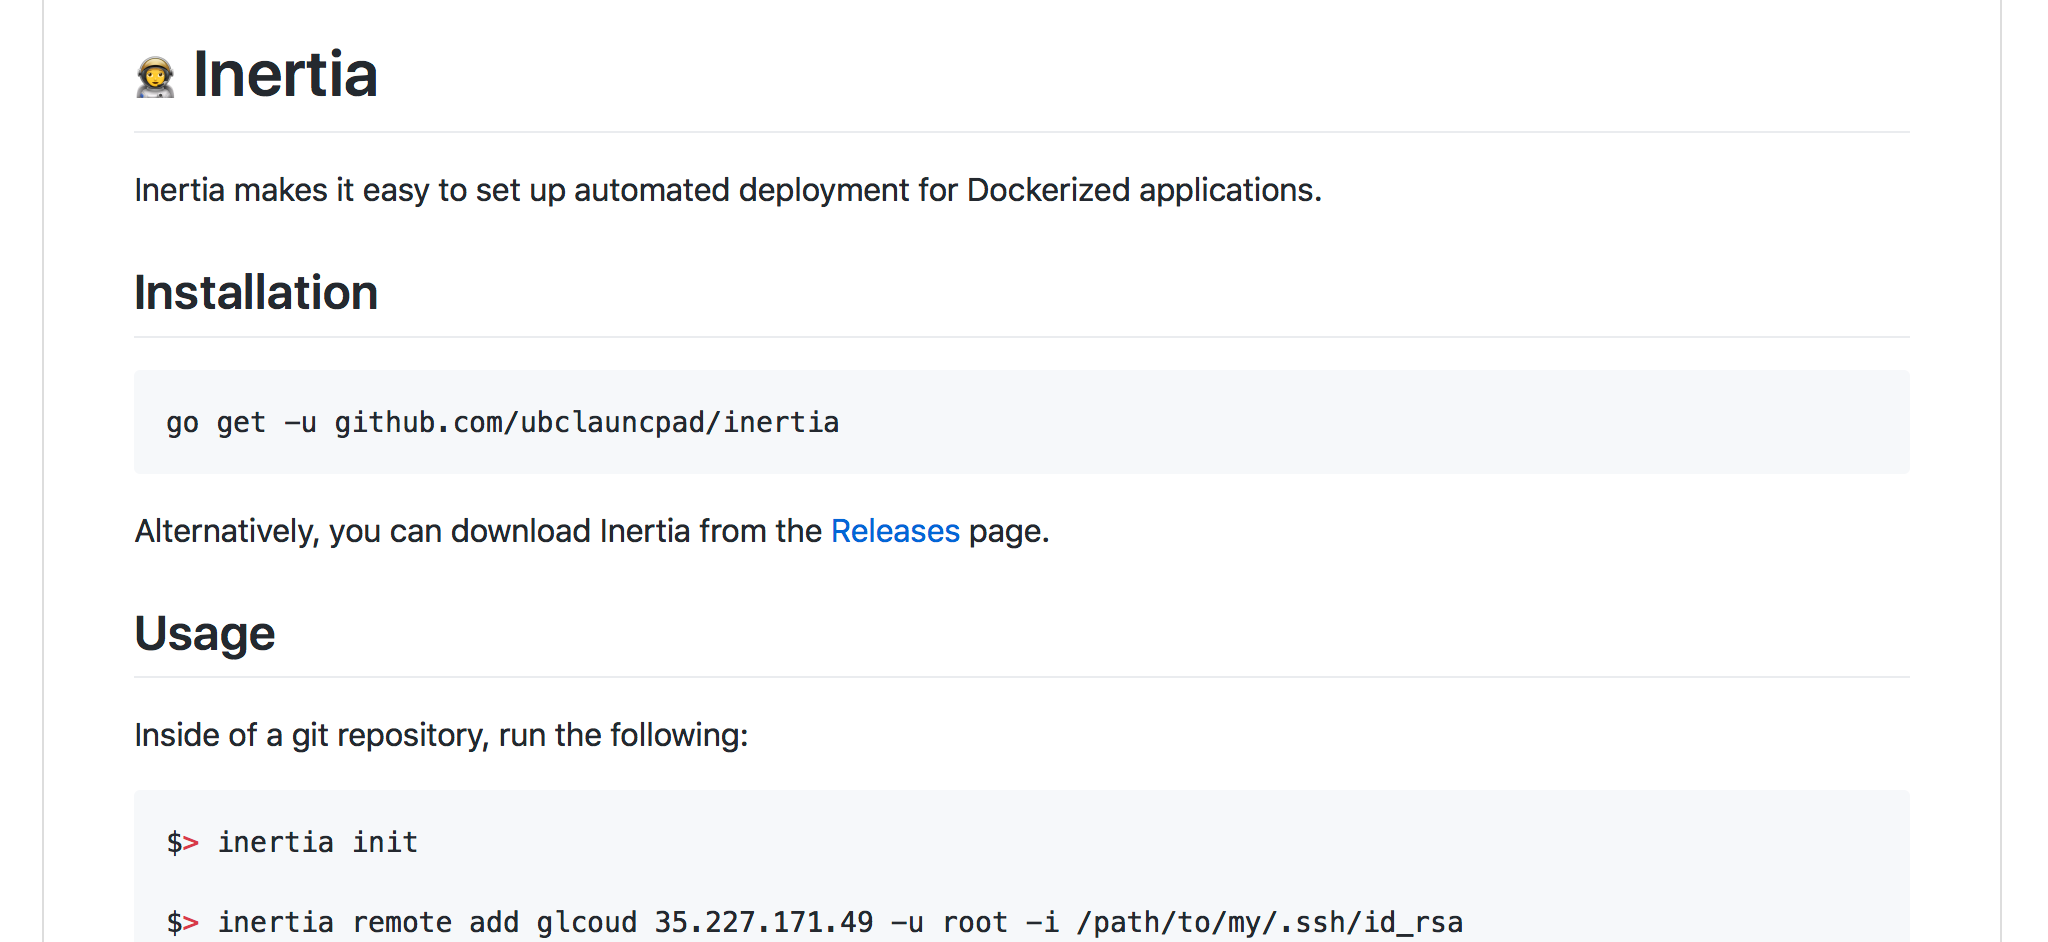 Inertia
Inertia makes it easy to set up automated deployment for Dockerized applications.
Installation
go get -u github.com/ubclauncpad/inertia
Alternatively, you can download Inertia from the Releases page.
Usage
Inside of a git repository, run the following:
$> inertia init
$> inertia remote add glcoud 35.227.171.49 -u root -i /path/to/my/.ssh/id_rsa